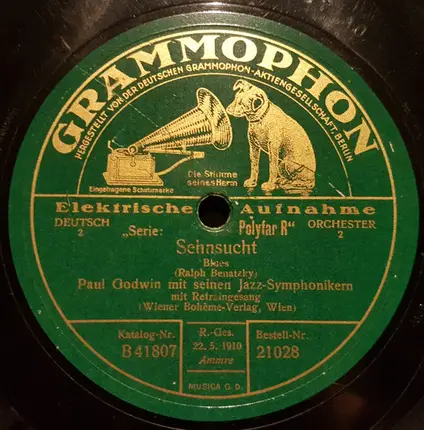 GRAMMOPHON
HERGESTELLT VON DER DEUTSCHEN GRAMMOPHON-AKTIENGESELLSCHAFT, BERLIN
Die Stimme
seines Herrn
Eingetragene Schutzmarke
Elektrische Aufnahme
DEUTSCH 2
„Serie: Polyfar R"
ORCHESTER 2
Sehnsucht
Blues
(Ralph Benatzky)
Paul Godwin mit seinen Jazz-Symphonikern
mit Refraingesang
(Wiener Bohême-Verlag, Wien)
Katalog-Nr. R.-Ges. Bestell-Nr.
B 41807 22. 5. 1910 21028
Ammre
MUSICA G. D.